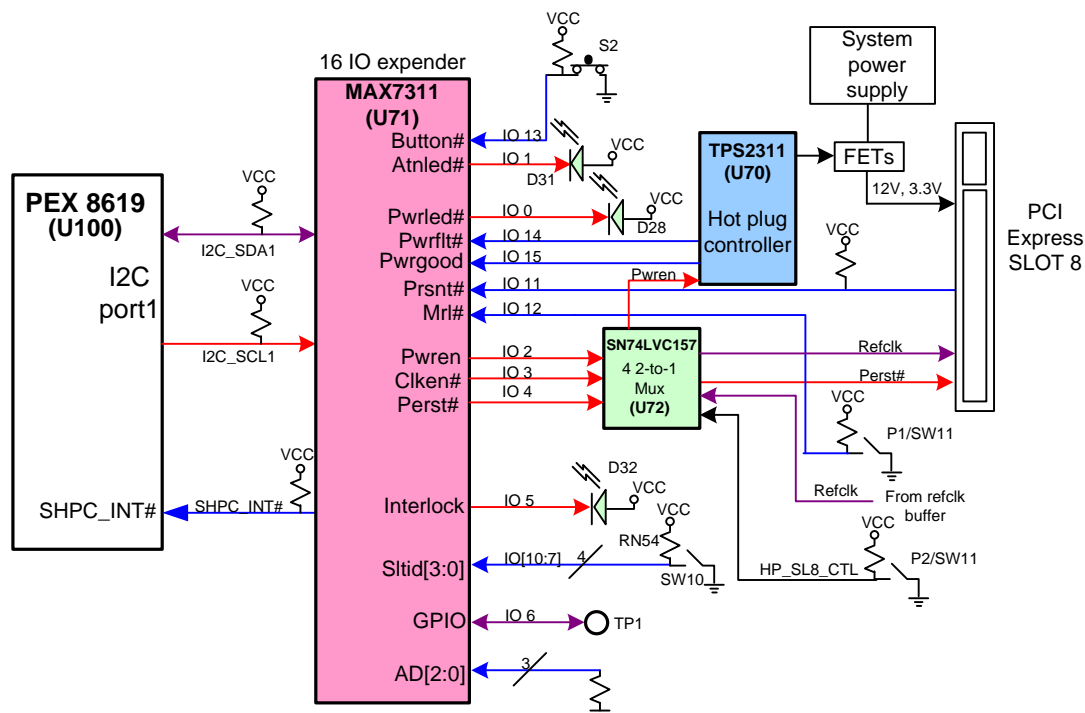 VCC
S2
16 IO expender
System
power
supply
MAX7311
(U71)
Button#
IO 13
Atnled#
IO 1
VCC
D31
TPS2311
(U70)
Hot plug
controller
FETs
12V, 3.3V
PCI
Express
SLOT 8
PEX 8619
(U100)
I2C
port1
VCC
I2C_SDA1
Pwrled#
IO 0
VCC
D28
Pwrflt#
IO 14
Pwrgood
IO 15
VCC
Pwren
Prsnt#
IO 11
Mrl#
IO 12
VCC
I2C_SCL1
SN74LVC157
4 2-to-1
Mux
(U72)
Pwren
IO 2
Clken#
IO 3
Perst#
IO 4
Refclk
Perst#
VCC
P1/SW11
VCC
SHPC_INT#
SHPC_INT#
D32
VCC
Interlock
IO 5
Refclk
From refclk
buffer
VCC
RN54
Sltid[3:0]
IO[10:7]
4
SW10
VCC
P2/SW11
HP_SL8_CTL
GPIO
IO 6
TP1
AD[2:0]
3